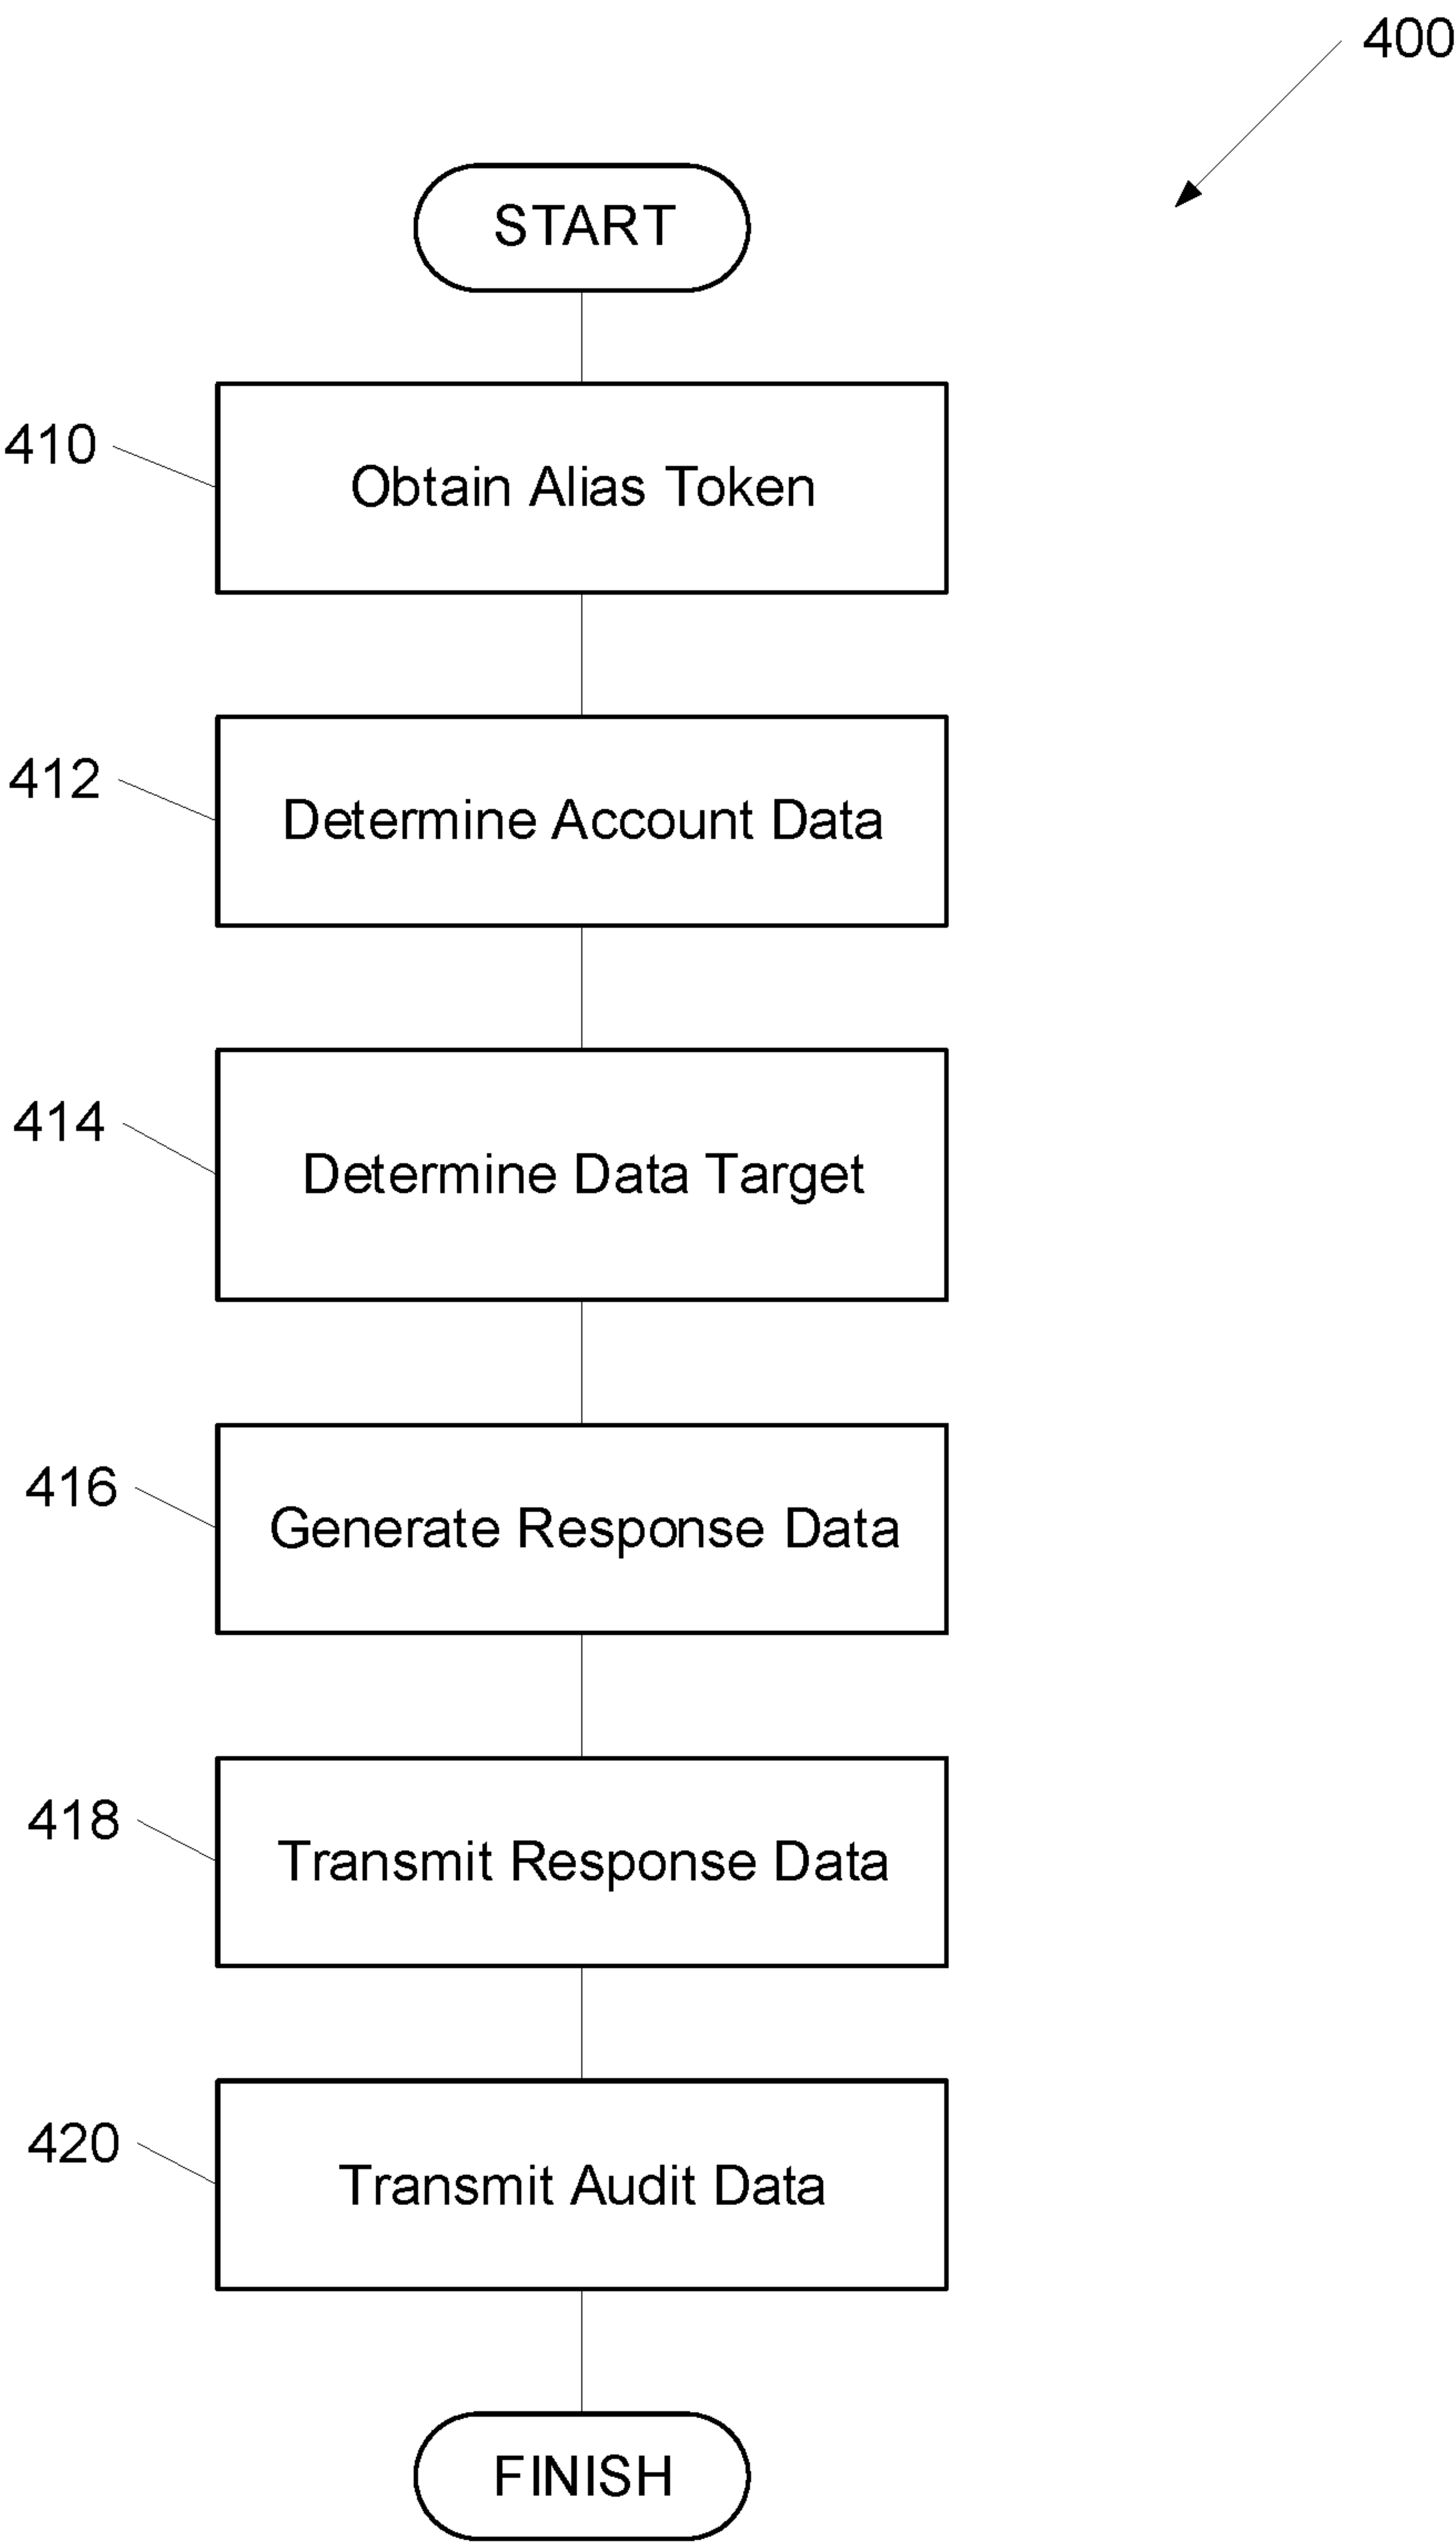 400
START
410
Obtain Alias Token
412
Determine Account Data
414
Determine Data Target
416
Generate Response Data
418
Transmit Response Data
420
Transmit Audit Data
FINISH